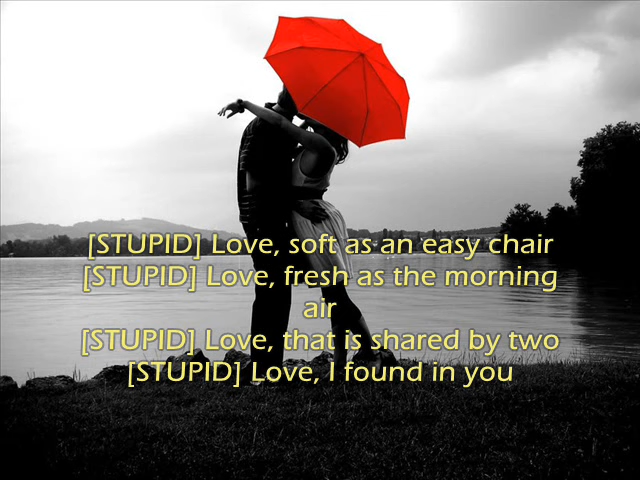 [STUPID] Love, soft as an easy chair
[STUPID] Love, fresh as the morning
air
[STUPID] Love, that is shared by two
[STUPID] Love, I found in you